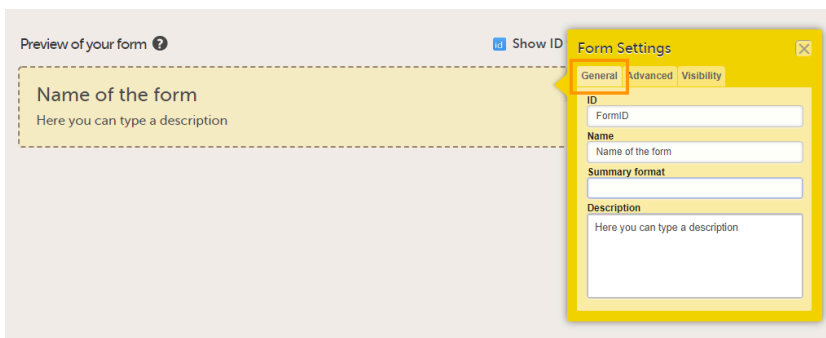 Preview of your form ?
id Show ID
Name of the form
Here you can type a description
Form Settings
General Advanced Visibility
ID
FormID
Name
Name of the form
Summary format
Description
Here you can type a description